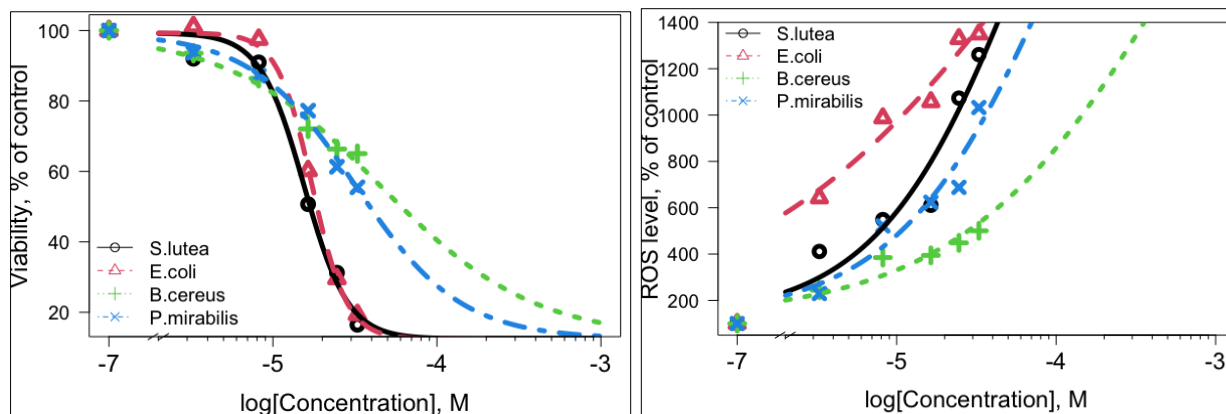 Viability, % of control
100
80
60
40
20
S.lutea
E.coli
B.cereus
P.mirabilis
-7
-5
-4
-3
log[Concentration], M
ROS level, % of control
1400
1200
1000
800
600
400
200
S.lutea
E.coli
B.cereus
P.mirabilis
-7
-5
-4
-3
log[Concentration], M